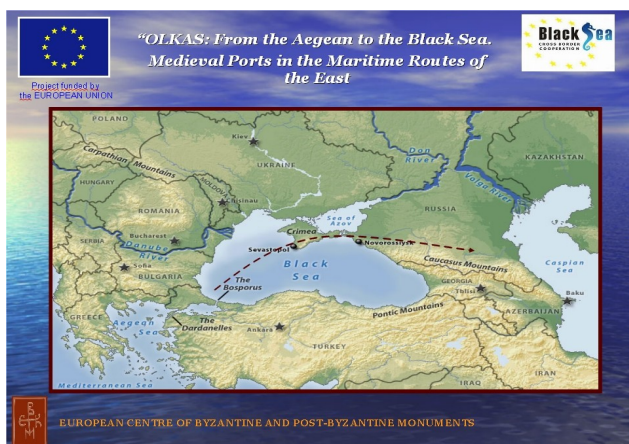 Project funded by
the EUROPEAN UNION
"OLKAS: From the Aegean to the Black Sea.
Medieval Ports in the Maritime Routes of
the East
Black Sea
CROSS BORDER
COOPERATION
POLAND
Kiev
UKRAINE
Carpathian Mountains
HUNGARY
MOLDOVA
Chisinau
ROMANIA
Bucharest
Danube
River
SERBIA
Sofia
BULGARIA
Don
River
Volga River
KAZAKHSTAN
RUSSIA
Sea of
Azov
Crimea
Sevastopol
Novorossiysk
Black
Sea
Caucasus Mountains
Caspian
Sea
GEORGIA
Tbilisi
Baku
AZERBAIJAN
The
Bosporus
GREECE
Aegean
Sea
The
Dardanelles
Ankara
Pontic Mountains
TURKEY
Mediterranean Sea
IRAQ
IRAN
EUROPEAN CENTRE OF BYZANTINE AND POST-BYZANTINE MONUMENTS